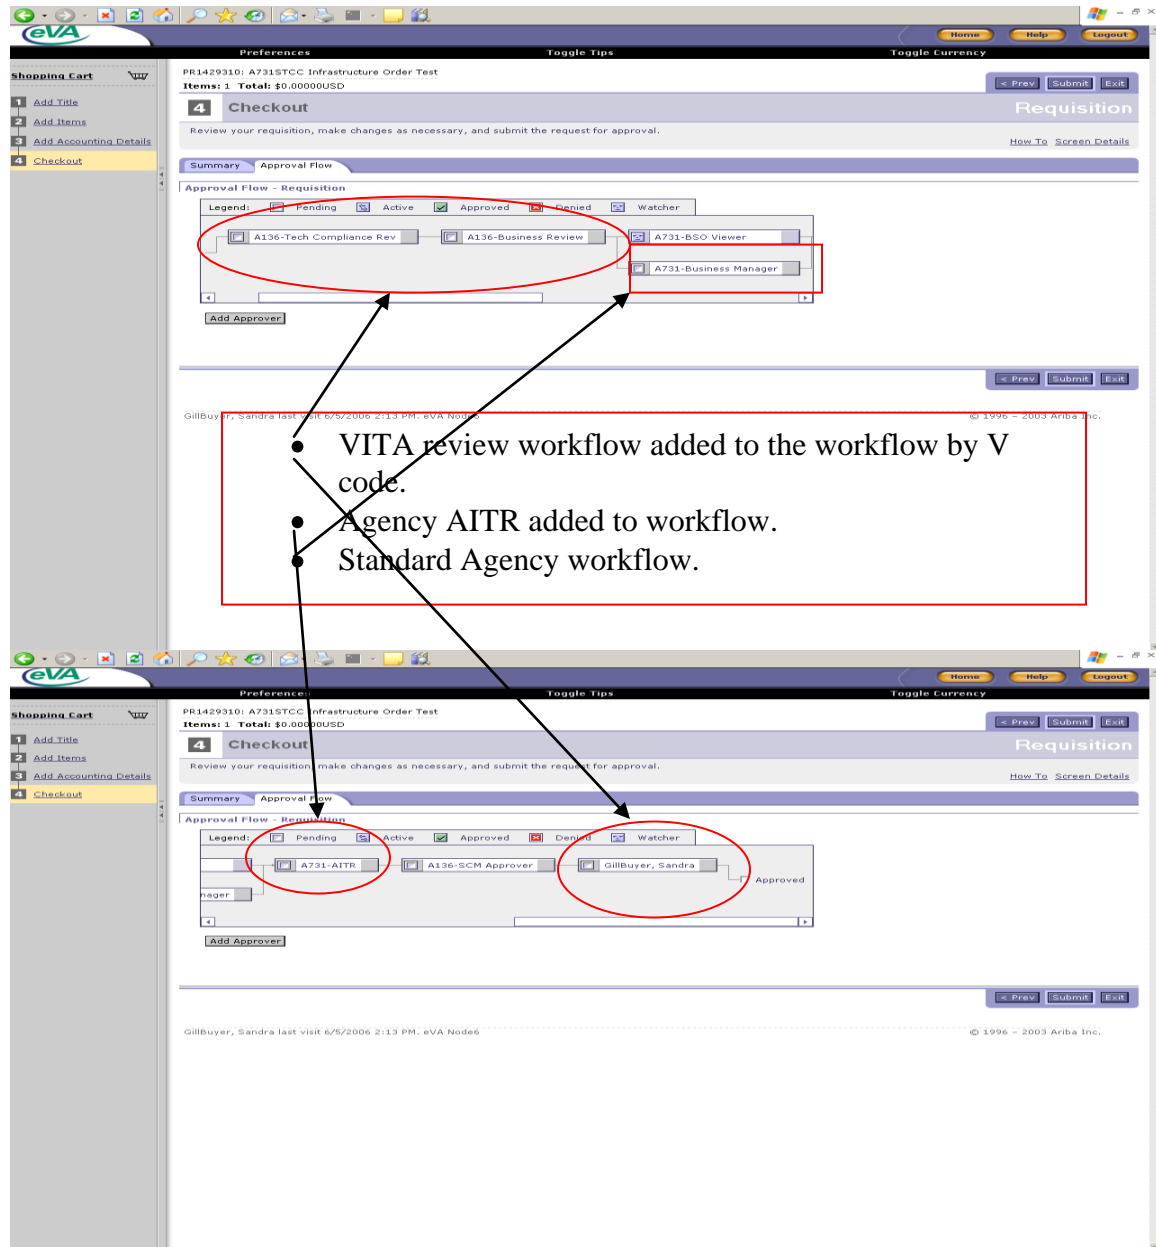 eVA
Home Help Logout
Preferences Toggle Tips Toggle Currency
Shopping Cart
1 Add Title
2 Add Items
3 Add Accounting Details
4 Checkout
PR1429310: A731STCC Infrastructure Order Test
Items: 1 Total: $0.00000USD
< Prev Submit Exit
4 Checkout
Requisition
Review your requisition, make changes as necessary, and submit the request for approval.
How To Screen Details
Summary Approval Flow
Approval Flow - Requisition
Legend: Pending Active Approved Denied Watcher
A136-Tech Compliance Rev A136-Business Review A731-BSO Viewer
A731-Business Manager
Add Approver
< Prev Submit Exit
GillBuyer, Sandra last visit 6/5/2006 2:13 PM. eVA Node6
© 1996 - 2003 Ariba Inc.
• VITA review workflow added to the workflow by V
code.
• Agency AITR added to workflow.
• Standard Agency workflow.
eVA
Home Help Logout
Preferences Toggle Tips Toggle Currency
Shopping Cart
1 Add Title
2 Add Items
3 Add Accounting Details
4 Checkout
PR1429310: A731STCC Infrastructure Order Test
Items: 1 Total: $0.00000USD
< Prev Submit Exit
4 Checkout
Requisition
Review your requisition, make changes as necessary, and submit the request for approval.
How To Screen Details
Summary Approval Flow
Approval Flow - Requisition
Legend: Pending Active Approved Denied Watcher
A731-AITR A136-SCM Approver GillBuyer, Sandra
Approved
nager
Add Approver
< Prev Submit Exit
GillBuyer, Sandra last visit 6/5/2006 2:13 PM. eVA Node6
© 1996 - 2003 Ariba Inc.